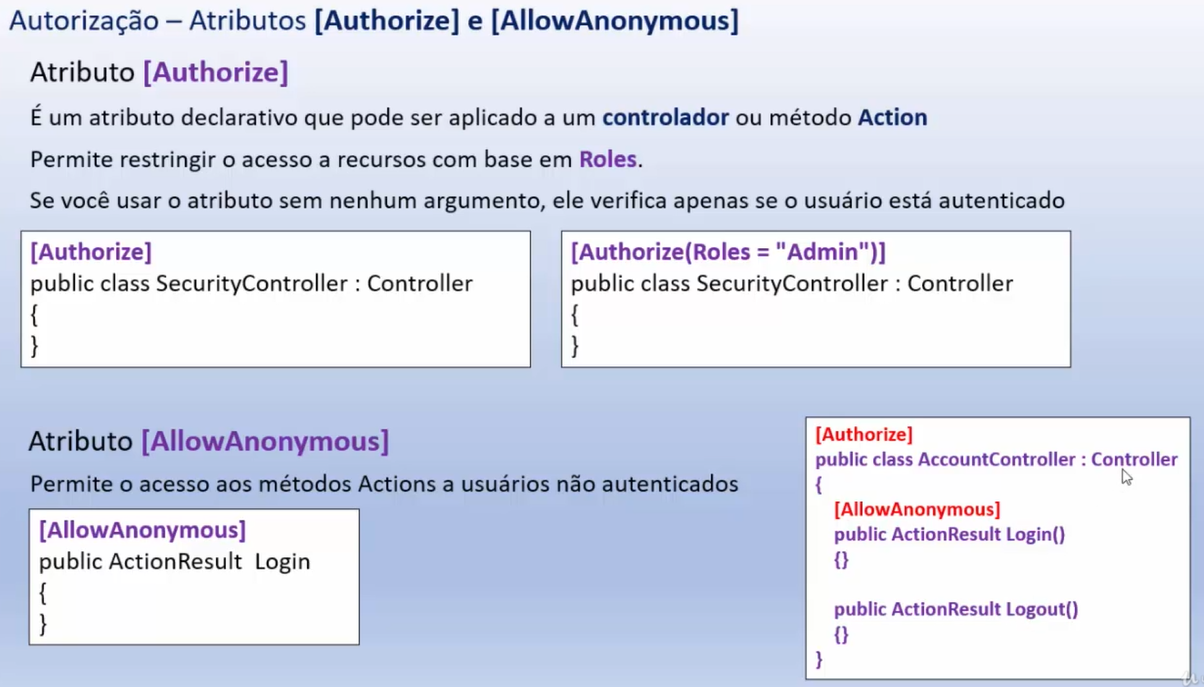 Autorização – Atributos [Authorize] e [AllowAnonymous]
Atributo [Authorize]
É um atributo declarativo que pode ser aplicado a um controlador ou método Action
Permite restringir o acesso a recursos com base em Roles.
Se você usar o atributo sem nenhum argumento, ele verifica apenas se o usuário está autenticado
[Authorize]
public class SecurityController : Controller
{
}
[Authorize(Roles = "Admin")]
public class SecurityController : Controller
{
}
Atributo [AllowAnonymous]
Permite o acesso aos métodos Actions a usuários não autenticados
[AllowAnonymous]
public ActionResult  Login
{
}
[Authorize]
public class AccountController : Controller
{
[AllowAnonymous]
public ActionResult Login()
{}
public ActionResult Logout()
{}
}